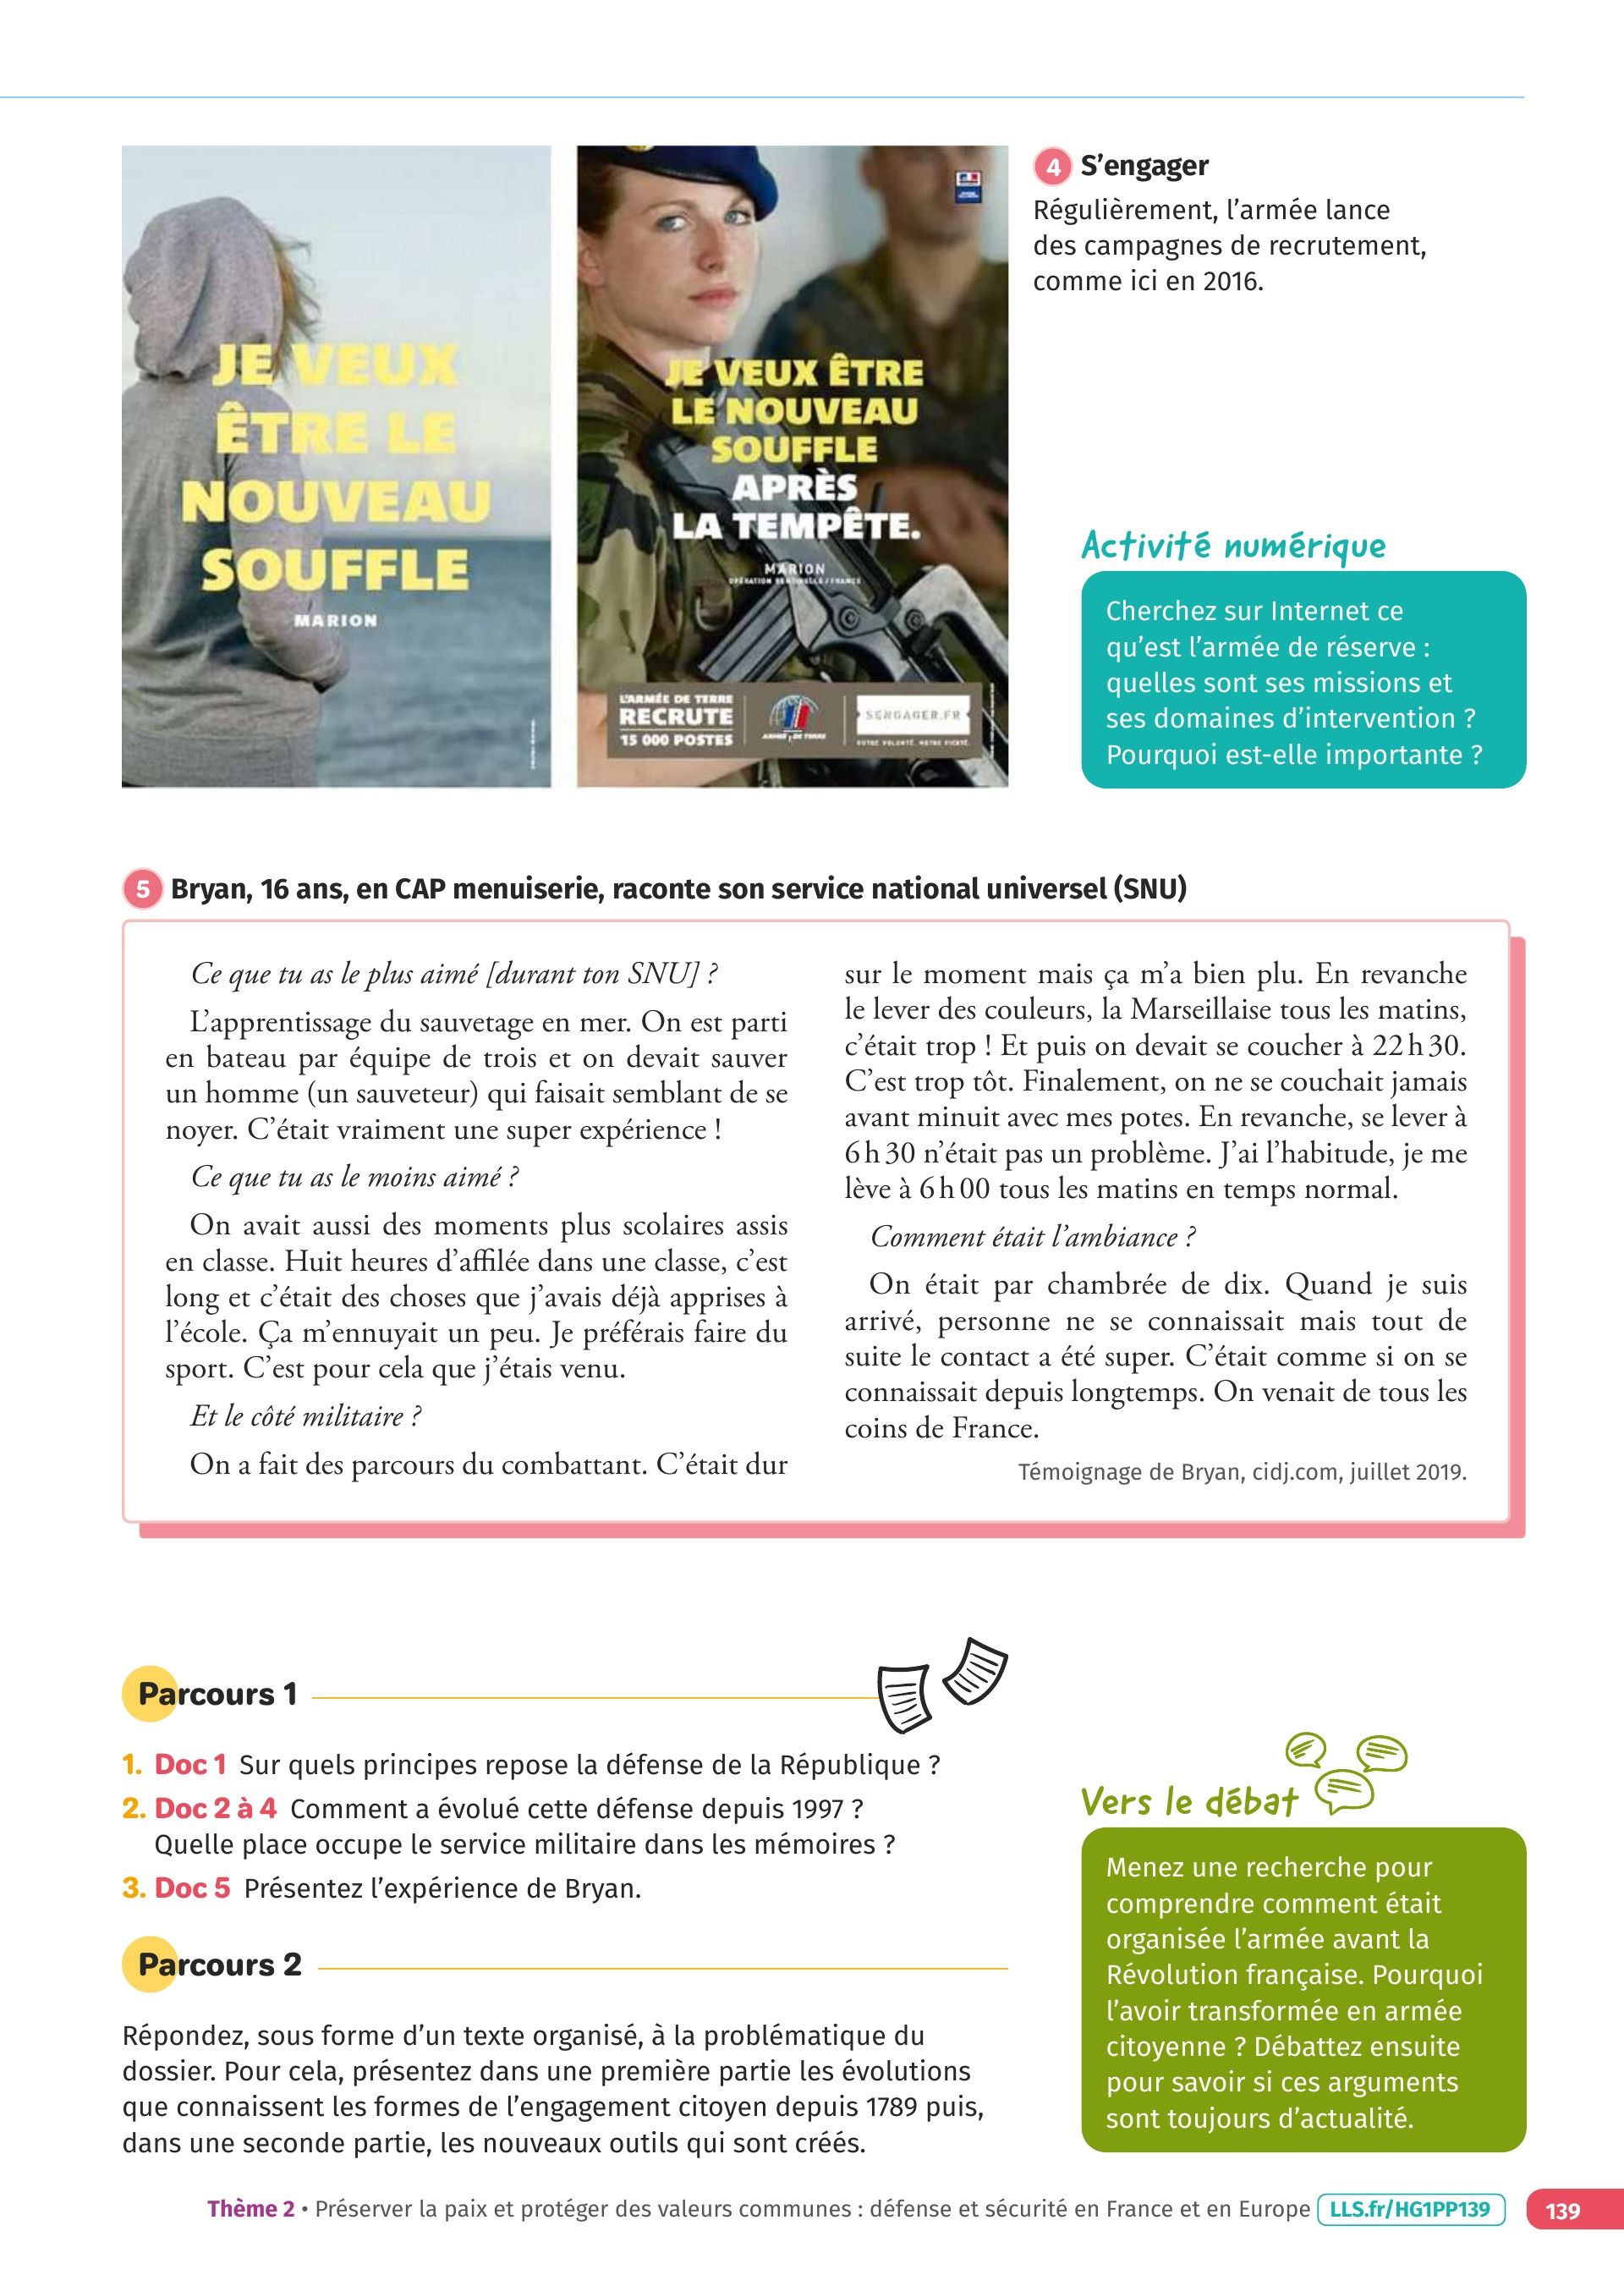 JE VEUX
ÊTRE LE
NOUVEAU
SOUFFLE
MARION
JE VEUX ÊTRE
LE NOUVEAU
SOUFFLE
APRÈS
LA TEMPÊTE.
MARION
OPÉRATION SENTINELLE / FRANCE
L'ARMÉE DE TERRE
RECRUTE
15 000 POSTES
ARMÉE DE TERRE
SENGAGER.FR
VOTRE VOLONTÉ. NOTRE FIERTÉ.
4 S'engager
Régulièrement, l'armée lance
des campagnes de recrutement,
comme ici en 2016.
Activité numérique
Cherchez sur Internet ce
qu'est l'armée de réserve :
quelles sont ses missions et
ses domaines d'intervention ?
Pourquoi est-elle importante ?
5 Bryan, 16 ans, en CAP menuiserie, raconte son service national universel (SNU)
Ce que tu as le plus aimé [durant ton SNU] ?
L'apprentissage du sauvetage en mer. On est parti
en bateau par équipe de trois et on devait sauver
un homme (un sauveteur) qui faisait semblant de se
noyer. C'était vraiment une super expérience !
Ce que tu as le moins aimé ?
On avait aussi des moments plus scolaires assis
en classe. Huit heures d'affilée dans une classe, c'est
long et c'était des choses que j'avais déjà apprises à
l'école. Ça m'ennuyait un peu. Je préférais faire du
sport. C'est pour cela que j'étais venu.
Et le côté militaire ?
On a fait des parcours du combattant. C'était dur
sur le moment mais ça m'a bien plu. En revanche
le lever des couleurs, la Marseillaise tous les matins,
c'était trop ! Et puis on devait se coucher à 22 h 30.
C'est trop tôt. Finalement, on ne se couchait jamais
avant minuit avec mes potes. En revanche, se lever à
6 h 30 n'était pas un problème. J'ai l'habitude, je me
lève à 6 h 00 tous les matins en temps normal.
Comment était l'ambiance ?
On était par chambrée de dix. Quand je suis
arrivé, personne ne se connaissait mais tout de
suite le contact a été super. C'était comme si on se
connaissait depuis longtemps. On venait de tous les
coins de France.
Témoignage de Bryan, cidj.com, juillet 2019.
Parcours 1
1. Doc 1 Sur quels principes repose la défense de la République ?
2. Doc 2 à 4 Comment a évolué cette défense depuis 1997 ?
Quelle place occupe le service militaire dans les mémoires ?
3. Doc 5 Présentez l'expérience de Bryan.
Parcours 2
Répondez, sous forme d'un texte organisé, à la problématique du
dossier. Pour cela, présentez dans une première partie les évolutions
que connaissent les formes de l'engagement citoyen depuis 1789 puis,
dans une seconde partie, les nouveaux outils qui sont créés.
Vers le débat
Menez une recherche pour
comprendre comment était
organisée l'armée avant la
Révolution française. Pourquoi
l'avoir transformée en armée
citoyenne ? Débattez ensuite
pour savoir si ces arguments
sont toujours d'actualité.
Thème 2 • Préserver la paix et protéger des valeurs communes : défense et sécurité en France et en Europe LLS.fr/HG1PP139 139